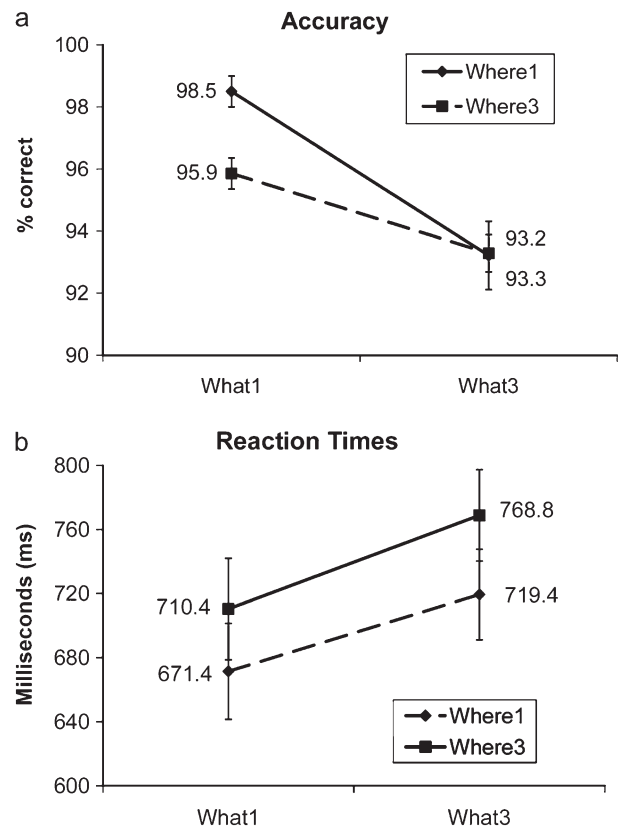 a
Accuracy
100
98
96
94
92
90
% correct
98.5
95.9
93.2
93.3
Where1
Where3
What1
What3
b
Reaction Times
800
760
720
680
640
600
Milliseconds (ms)
710.4
671.4
768.8
719.4
Where1
Where3
What1
What3